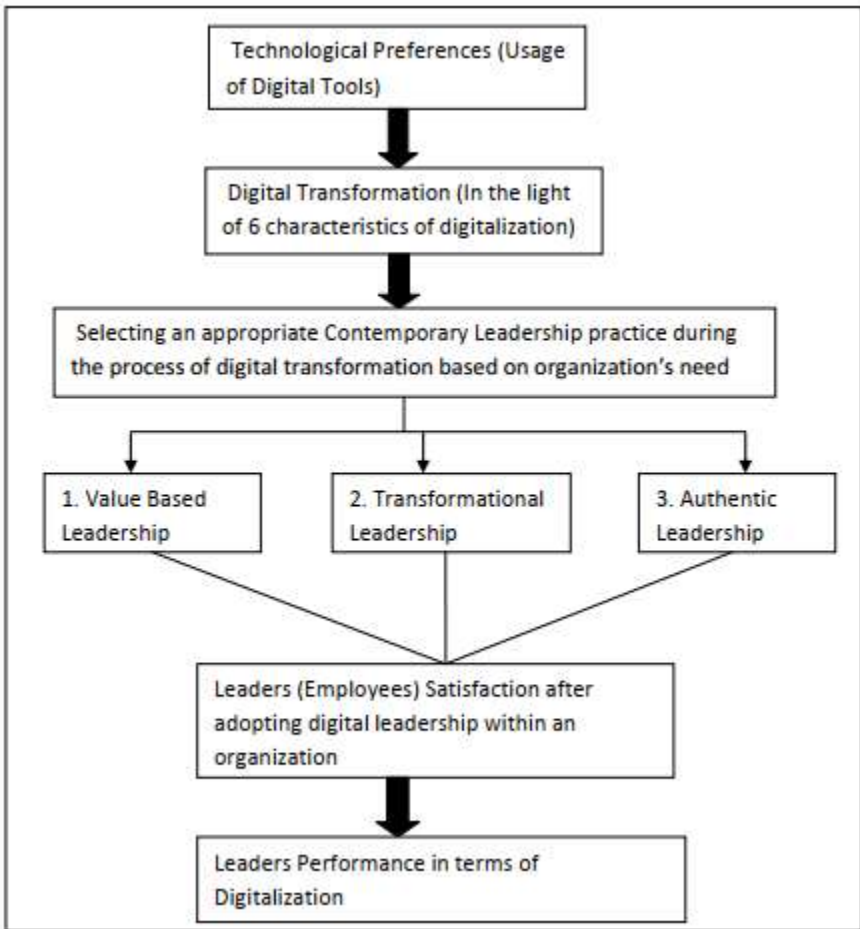 Technological Preferences (Usage
of Digital Tools)
Digital Transformation (In the light
of 6 characteristics of digitalization)
Selecting an appropriate Contemporary Leadership practice during
the process of digital transformation based on organization's need
1. Value Based
Leadership
2. Transformational
Leadership
3. Authentic
Leadership
Leaders (Employees) Satisfaction after
adopting digital leadership within an
organization
Leaders Performance in terms of
Digitalization